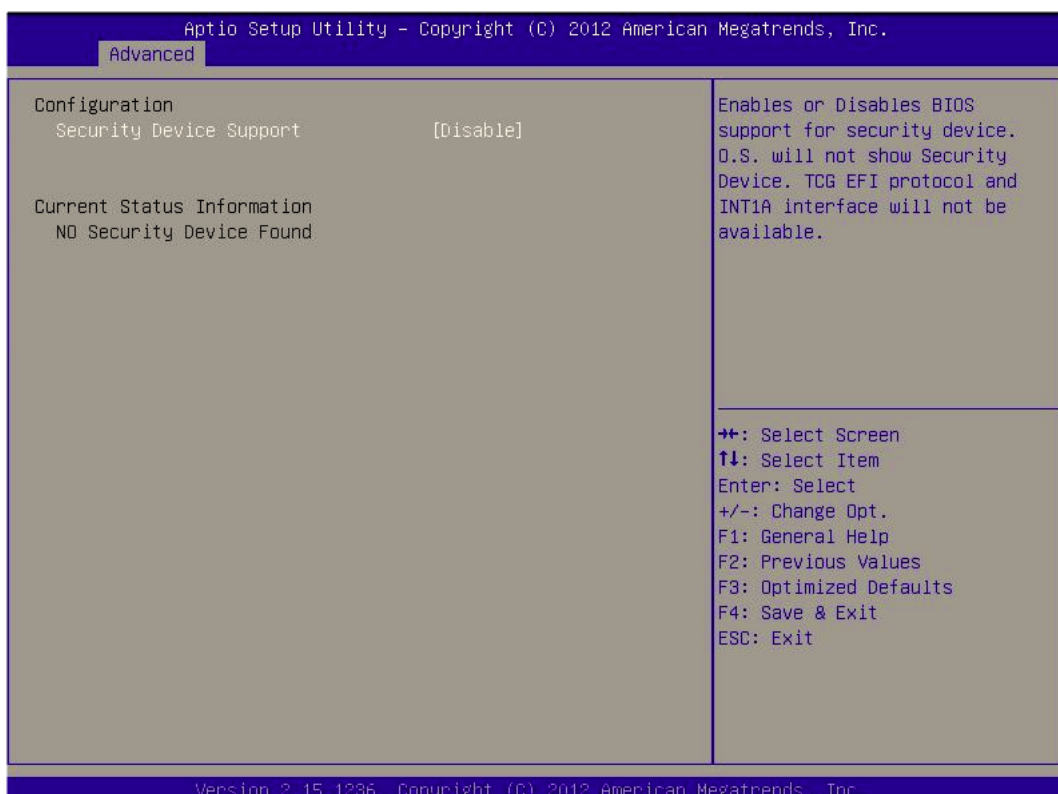 Aptio Setup Utility – Copyright (C) 2012 American Megatrends, Inc.
Advanced
Configuration
Security Device Support [Disable]
Current Status Information
NO Security Device Found
Enables or Disables BIOS
support for security device.
O.S. will not show Security
Device. TCG EFI protocol and
INT1A interface will not be
available.
→←: Select Screen
↑↓: Select Item
Enter: Select
+/-: Change Opt.
F1: General Help
F2: Previous Values
F3: Optimized Defaults
F4: Save & Exit
ESC: Exit
Version 2.15.1236. Copyright (C) 2012 American Megatrends, Inc.